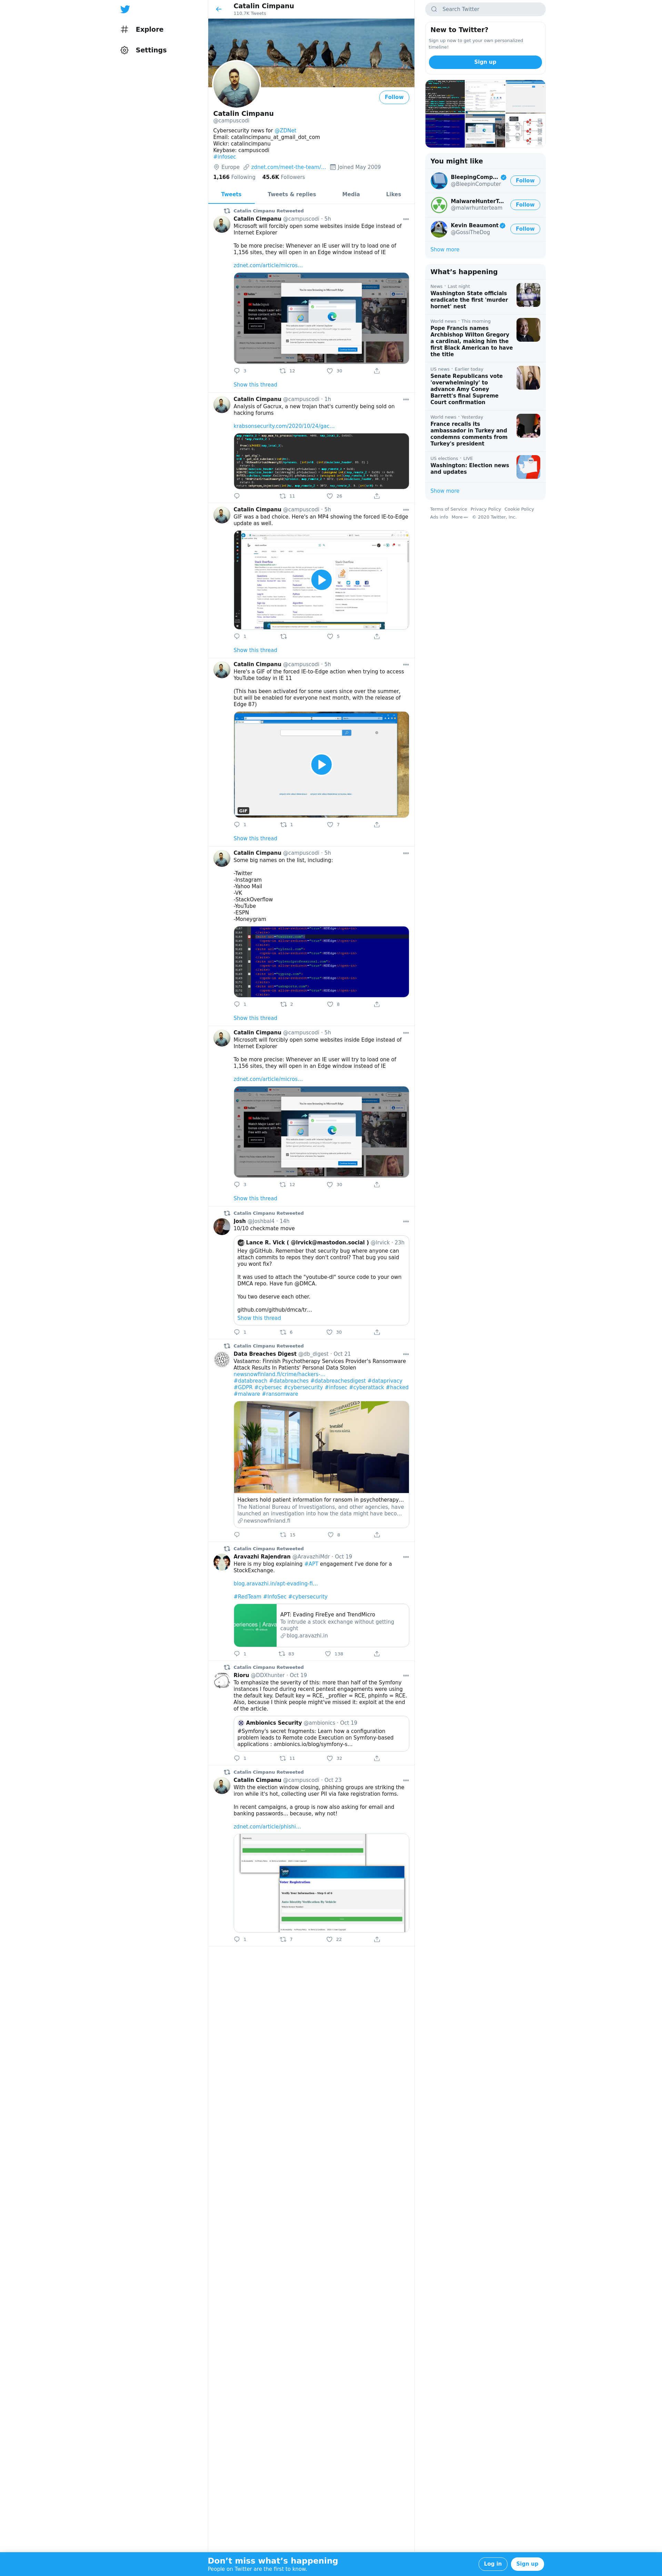 Explore
Settings
Catalin Cimpanu
110.7K Tweets
Follow
Catalin Cimpanu
@campuscodi
Cybersecurity news for @ZDNet
Email: catalincimpanu_at_gmail_dot_com
Wickr: catalincimpanu
Keybase: campuscodi
#infosec
Europe zdnet.com/meet-the-team/... Joined May 2009
1,166 Following 45.6K Followers
Tweets Tweets & replies Media Likes
Catalin Cimpanu Retweeted
Catalin Cimpanu @campuscodi · 5h
Microsoft will forcibly open some websites inside Edge instead of
Internet Explorer
To be more precise: Whenever an IE user will try to load one of
1,156 sites, they will open in an Edge window instead of IE
zdnet.com/article/micros…
3 12 30
Show this thread
Catalin Cimpanu @campuscodi · 1h
Analysis of Gacrux, a new trojan that's currently being sold on
hacking forums
krabsonsecurity.com/2020/10/24/gac…
11 26
Catalin Cimpanu @campuscodi · 5h
GIF was a bad choice. Here's an MP4 showing the forced IE-to-Edge
update as well.
1 5
Show this thread
Catalin Cimpanu @campuscodi · 5h
Here's a GIF of the forced IE-to-Edge action when trying to access
YouTube today in IE 11
(This has been activated for some users since over the summer,
but will be enabled for everyone next month, with the release of
Edge 87)
GIF
1 1 7
Show this thread
Catalin Cimpanu @campuscodi · 5h
Some big names on the list, including:
-Twitter
-Instagram
-Yahoo Mail
-VK
-StackOverflow
-YouTube
-ESPN
-Moneygram
1 2
Show this thread
Catalin Cimpanu @campuscodi · 5h
Microsoft will forcibly open some websites inside Edge instead of
Internet Explorer
To be more precise: Whenever an IE user will try to load one of
1,156 sites, they will open in an Edge window instead of IE
zdnet.com/article/micros…
3 12 30
Show this thread
Catalin Cimpanu Retweeted
Josh @Joshbal4 · 14h
10/10 checkmate move
Lance R. Vick ( @lrvick@mastodon.social ) @lrvick · 23h
Hey @GitHub. Remember that security bug where anyone can
attach commits to repos they don't control? That bug you said
you wont fix?
It was used to attach the "youtube-dl" source code to your own
DMCA repo. Have fun @DMCA.
You two deserve each other.
github.com/github/dmca/tr…
Show this thread
1 6 30
Catalin Cimpanu Retweeted
Data Breaches Digest @db_digest · Oct 21
Vastaamo: Finnish Psychotherapy Services Provider's Ransomware
Attack Results In Patients' Personal Data Stolen
newsnowfinland.fi/crime/hackers-…
#databreach #databreaches #databreachesdigest #dataprivacy
#GDPR #cybersec #cybersecurity #infosec #cyberattack #hacked
#malware #ransomware
Hackers hold patient information for ransom in psychotherapy…
The National Bureau of Investigations, and other agencies, have
launched an investigation into how the data might have beco…
newsnowfinland.fi
15
Catalin Cimpanu Retweeted
Aravazhi Rajendran @AravazhiMdr · Oct 19
Here is my blog explaining #APT engagement I've done for a
StockExchange.
blog.aravazhi.in/apt-evading-fi…
#RedTeam #InfoSec #cybersecurity
APT: Evading FireEye and TrendMicro
To intrude a stock exchange without getting
caught
blog.aravazhi.in
1 83 138
Catalin Cimpanu Retweeted
Rioru @DDXhunter · Oct 19
To emphasize the severity of this: more than half of the Symfony
instances I found during recent pentest engagements were using
the default key. Default key = RCE, _profiler = RCE, phpinfo = RCE.
Also, because I think people might've missed it: exploit at the end
of the article.
Ambionics Security @ambionics · Oct 19
#Symfony's secret fragments: Learn how a configuration
problem leads to Remote code Execution on Symfony-based
applications : ambionics.io/blog/symfony-s…
1 11 32
Catalin Cimpanu Retweeted
Catalin Cimpanu @campuscodi · Oct 23
With the election window closing, phishing groups are striking the
iron while it's hot, collecting user PII via fake registration forms.
In recent campaigns, a group is now also asking for email and
banking passwords... because, why not!
zdnet.com/article/phishi…
Voter Registration
1 7 22
Search Twitter
New to Twitter?
Sign up now to get your own personalized
timeline!
Sign up
You might like
BleepingComp…
@BleepinComputer
Follow
MalwareHunterT…
@malwrhunterteam
Follow
Kevin Beaumont
@GossiTheDog
Follow
Show more
What's happening
News · Last night
Washington State officials
eradicate the first 'murder
hornet' nest
World news · This morning
Pope Francis names
Archbishop Wilton Gregory
a cardinal, making him the
first Black American to have
the title
US news · Earlier today
Senate Republicans vote
'overwhelmingly' to
advance Amy Coney
Barrett's final Supreme
Court confirmation
World news · Yesterday
France recalls its
ambassador in Turkey and
condemns comments from
Turkey's president
US elections · LIVE
Washington: Election news
and updates
Show more
Terms of Service Privacy Policy Cookie Policy
Ads info More © 2020 Twitter, Inc.
Don't miss what's happening
People on Twitter are the first to know.
Log in Sign up